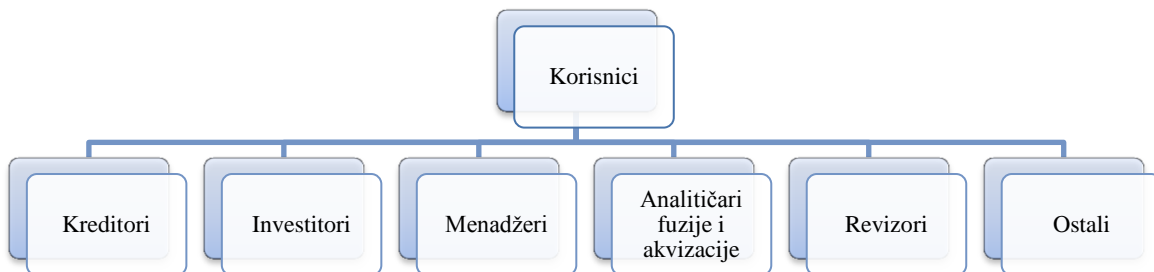 Korisnici
Kreditori
Investitori
Menadžeri
Analitičari
fuzije i
akvizacije
Revizori
Ostali